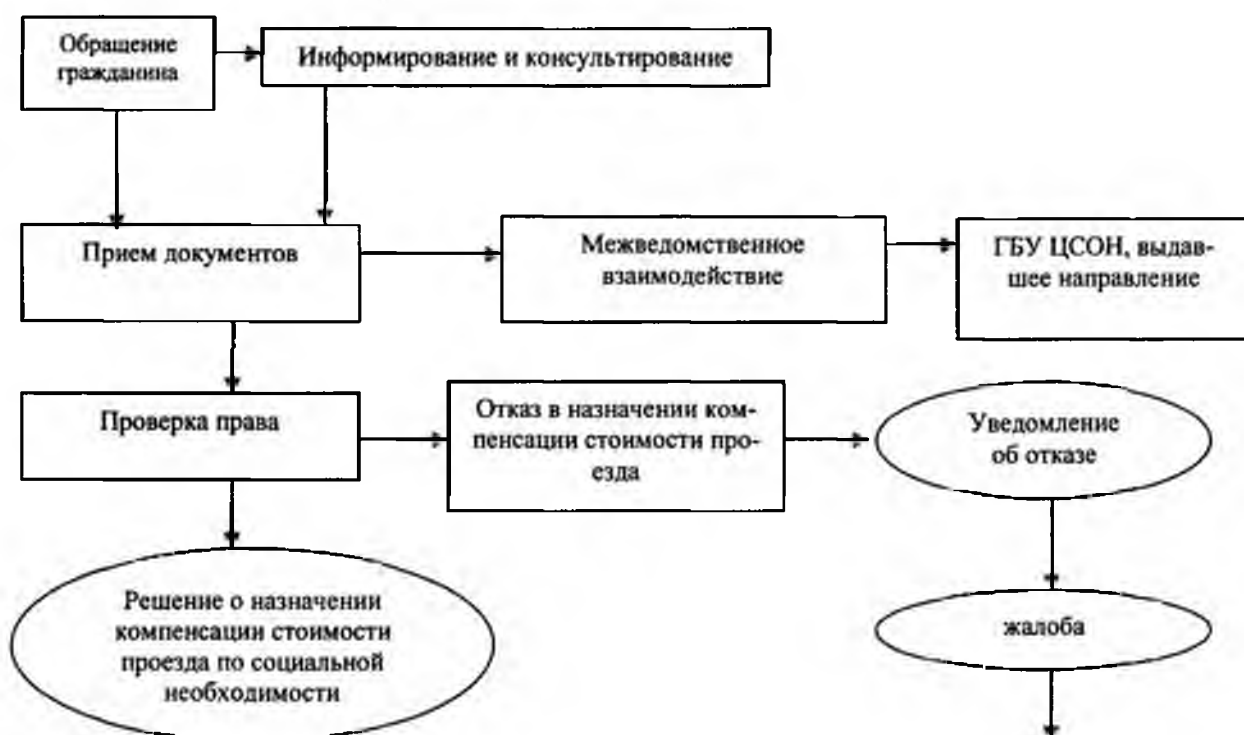 Обращение
гражданина
Информирование и консультирование
Прием документов
Межведомственное
взаимодействие
ГБУ ЦСОН, выдав-
шее направление
Проверка права
Отказ в назначении ком-
пенсации стоимости про-
езда
Уведомление
об отказе
Решение о назначении
компенсации стоимости
проезда по социальной
необходимости
жалоба